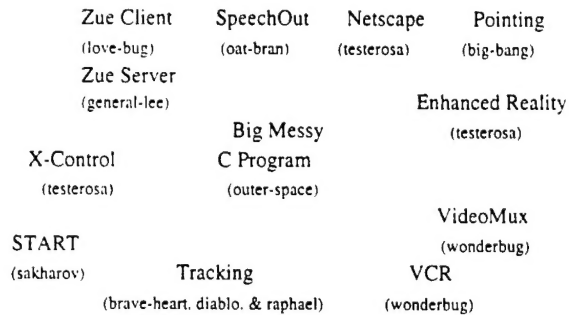 Zue Client SpeechOut Netscape Pointing
(love-bug) (oat-bran) (testerosa) (big-bang)
Zue Server
(general-lee)
Enhanced Reality
(testerosa)
Big Messy
X-Control C Program
(testerosa) (outer-space)
VideoMux
(wonderbug)
START
(sakharov)
Tracking VCR
(brave-heart, diablo, & raphael) (wonderbug)